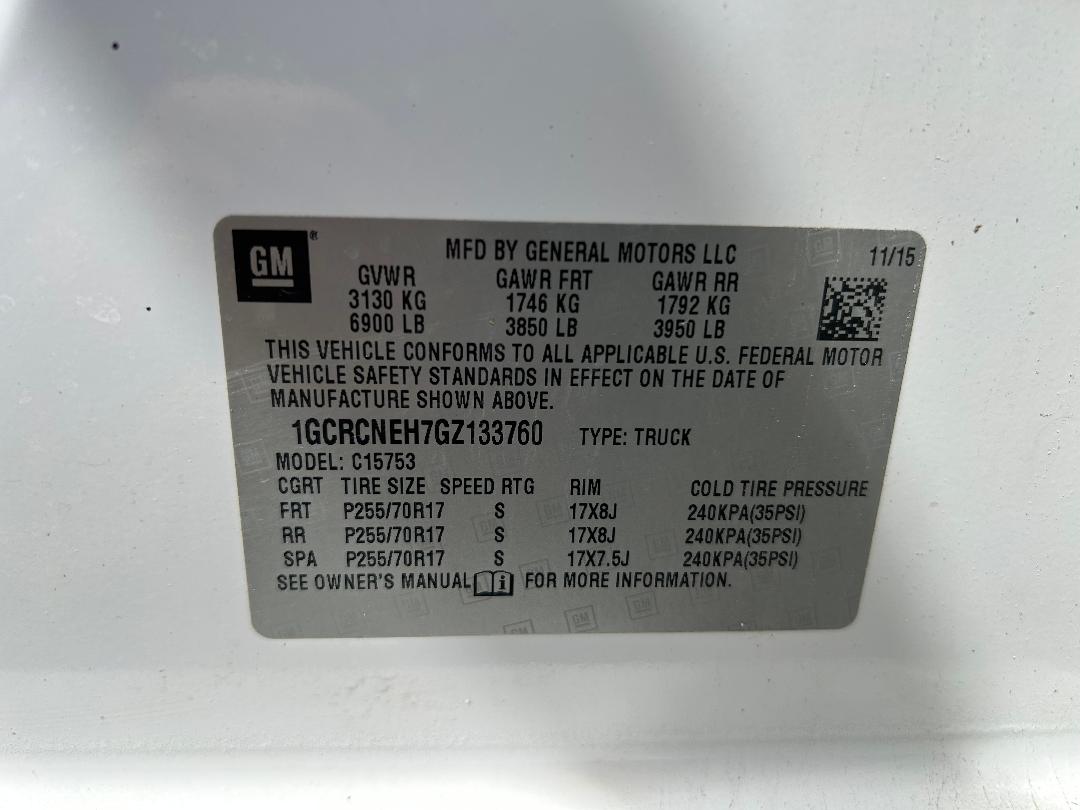 GM® MFD BY GENERAL MOTORS LLC 11/15
GVWR GAWR FRT GAWR RR
3130 KG 1746 KG 1792 KG
6900 LB 3850 LB 3950 LB
THIS VEHICLE CONFORMS TO ALL APPLICABLE U.S. FEDERAL MOTOR
VEHICLE SAFETY STANDARDS IN EFFECT ON THE DATE OF
MANUFACTURE SHOWN ABOVE.
1GCRCNEH7GZ133760 TYPE: TRUCK
MODEL: C15753
CGRT TIRE SIZE SPEED RTG RIM COLD TIRE PRESSURE
FRT P255/70R17 S 17X8J 240KPA(35PSI)
RR P255/70R17 S 17X8J 240KPA(35PSI)
SPA P255/70R17 S 17X7.5J 240KPA(35PSI)
SEE OWNER'S MANUAL FOR MORE INFORMATION.